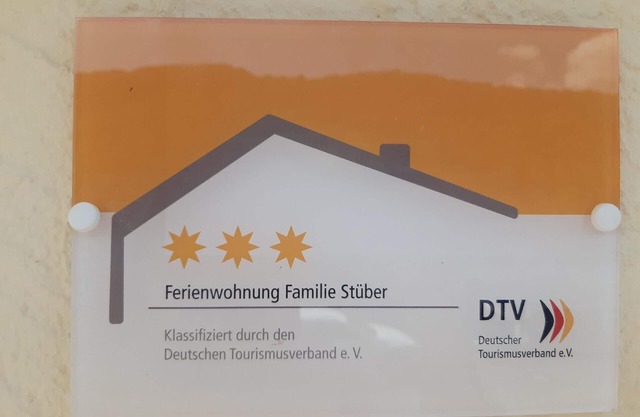 Ferienwohnung Familie Stüber
Klassifiziert durch den
Deutschen Tourismusverband e. V.
DTV
Deutscher
Tourismusverband e.V.